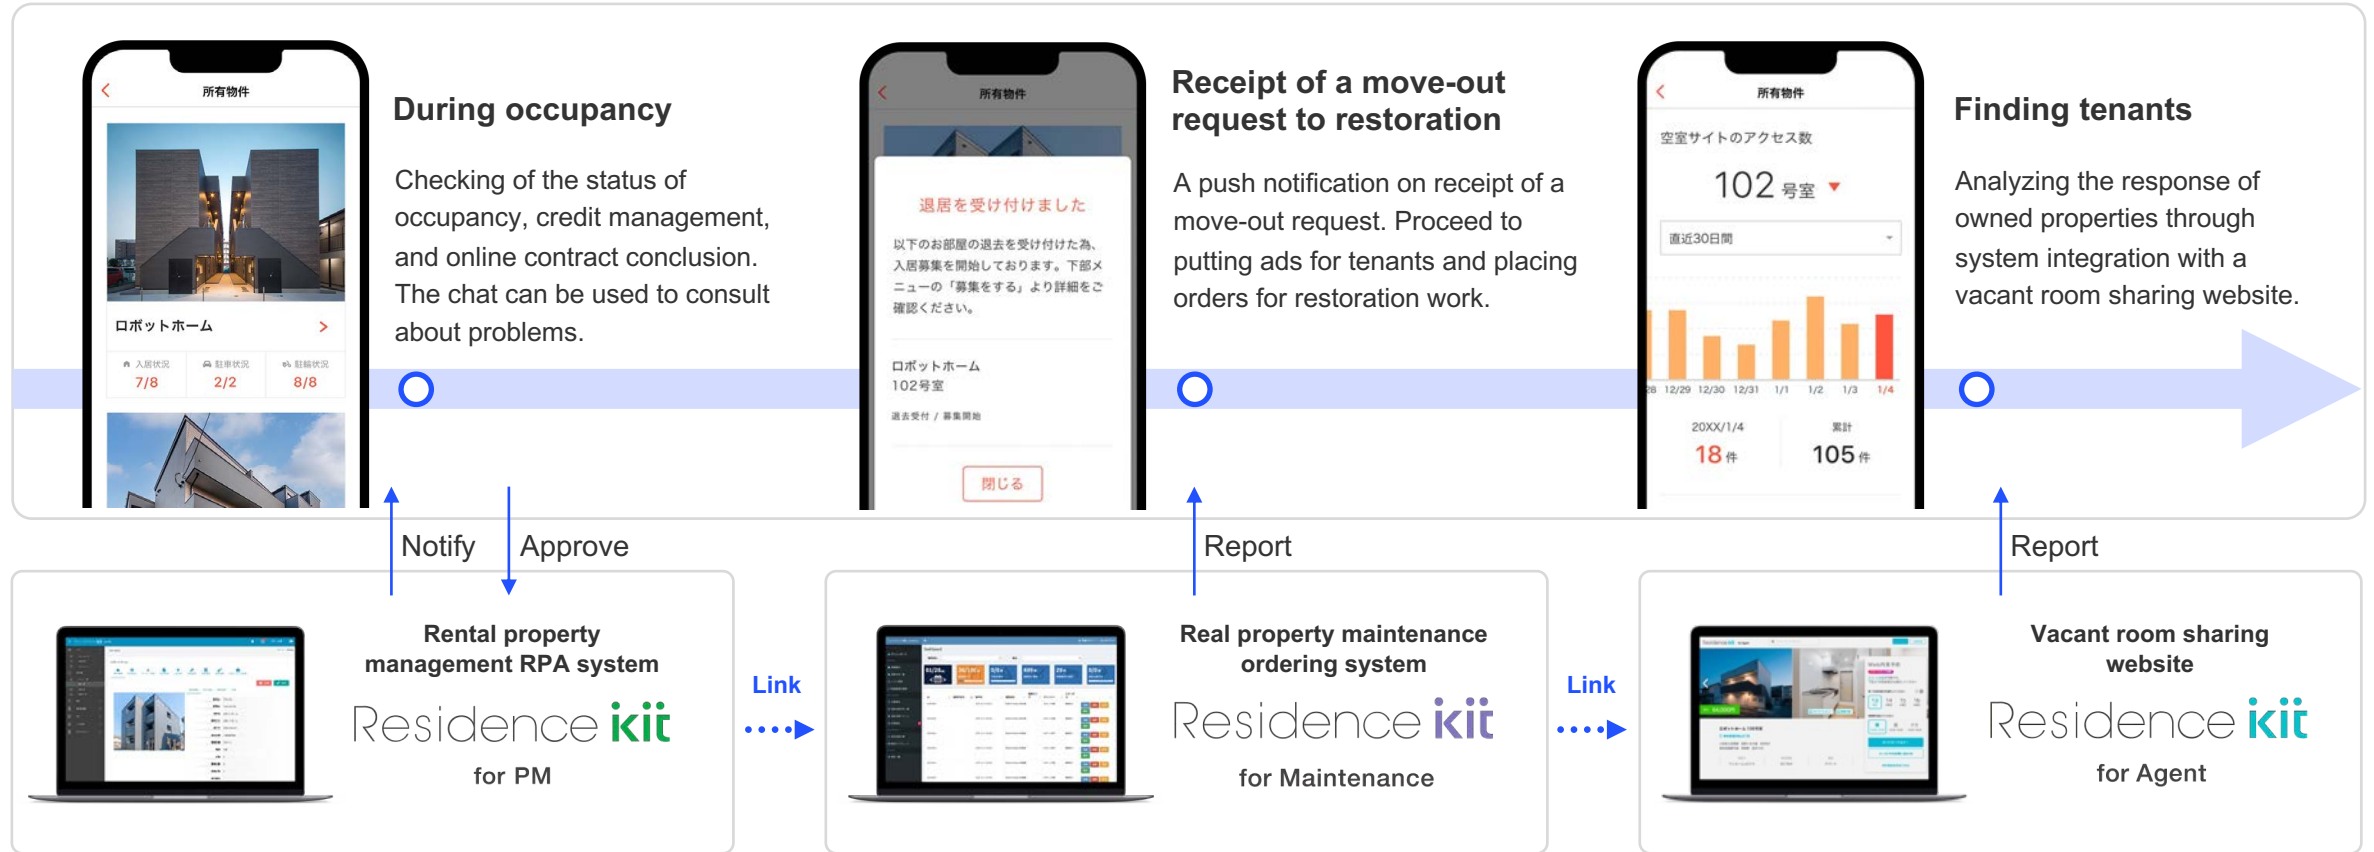 所有物件
ロボットホーム
入居状況
駐車状況
駐輪状況
7/8
2/2
8/8
During occupancy
Checking of the status of
occupancy, credit management,
and online contract conclusion.
The chat can be used to consult
about problems.
所有物件
退居を受け付けました
以下のお部屋の退去を受け付けた為、
入居募集を開始しております。下部メ
ニューの「募集をする」より詳細をご
確認ください。
ロボットホーム
102号室
退去受付 / 募集開始
閉じる
Receipt of a move-out
request to restoration
A push notification on receipt of a
move-out request. Proceed to
putting ads for tenants and placing
orders for restoration work.
所有物件
空室サイトのアクセス数
102 号室
直近30日間
28 12/29 12/30 12/31 1/1 1/2 1/3 1/4
20XX/1/4
累計
18 件
105 件
Finding tenants
Analyzing the response of
owned properties through
system integration with a
vacant room sharing website.
Notify
Approve
Report
Report
Rental property
management RPA system
Residence kit
for PM
Link
Real property maintenance
ordering system
Residence kit
for Maintenance
Link
Vacant room sharing
website
Residence kit
for Agent